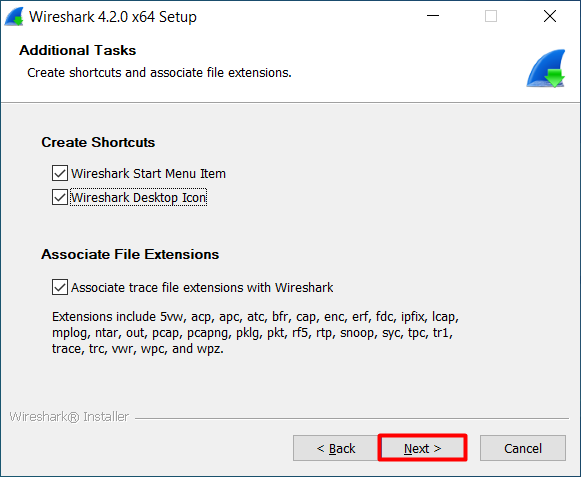 Wireshark 4.2.0 x64 Setup
Additional Tasks
Create shortcuts and associate file extensions.
Create Shortcuts
Wireshark Start Menu Item
Wireshark Desktop Icon
Associate File Extensions
Associate trace file extensions with Wireshark
Extensions include 5vw, acp, apc, atc, bfr, cap, enc, erf, fdc, ipfix, lcap,
mplog, ntar, out, pcap, pcapng, pklg, pkt, rf5, rtp, snoop, syc, tpc, tr1,
trace, trc, vwr, wpc, and wpz.
Wireshark® Installer
< Back Next > Cancel